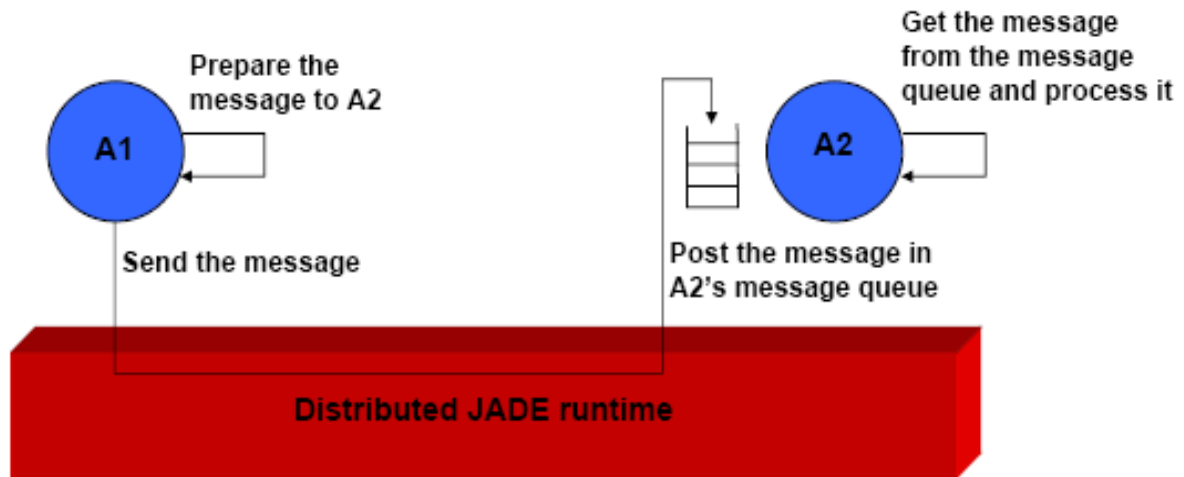 Prepare the
message to A2
A1
Send the message
Get the message
from the message
queue and process it
A2
Post the message in
A2's message queue
Distributed JADE runtime